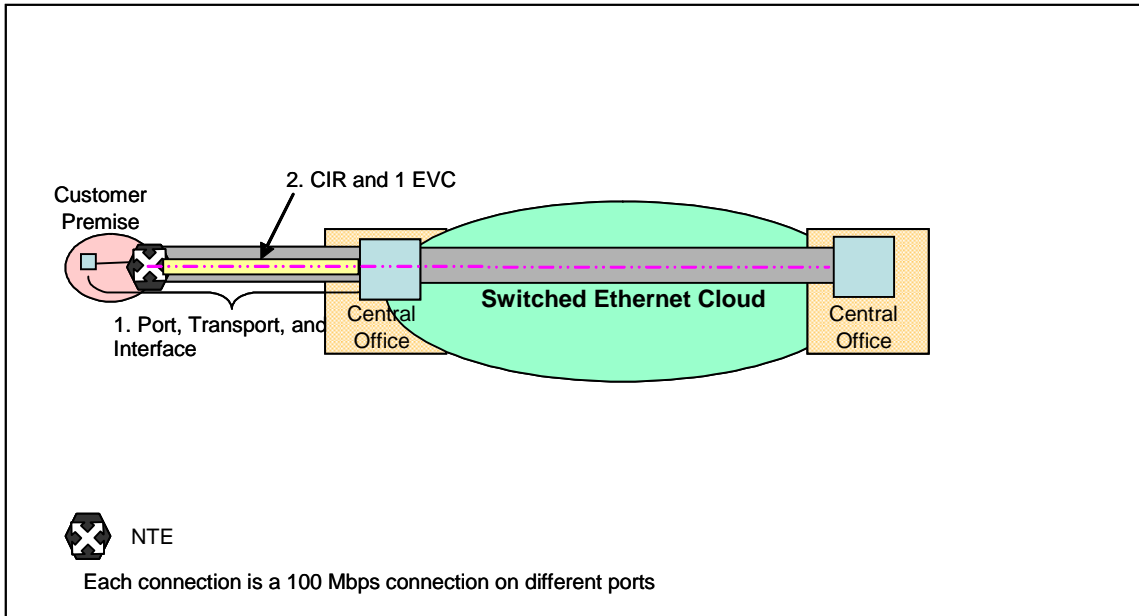 2. CIR and 1 EVC
Customer
Premise
Switched Ethernet Cloud
1. Port, Transport, and
Interface
Central
Office
Central
Office
NTE
Each connection is a 100 Mbps connection on different ports